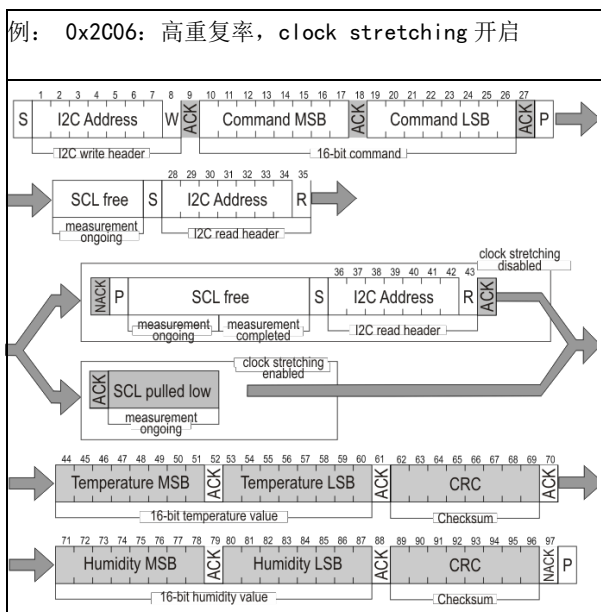 例： 0x2C06：高重复率，clock stretching 开启
1 2 3 4 5 6 7 8 9 10 11 12 13 14 15 16 17 18 19 20 21 22 23 24 25 26 27
S I2C Address W ACK Command MSB ACK Command LSB ACK P
I2C write header 16-bit command
28 29 30 31 32 33 34 35
SCL free S I2C Address R
measurement ongoing I2C read header
clock stretching disabled
36 37 38 39 40 41 42 43
NACK P SCL free S I2C Address R ACK
measurement ongoing measurement completed I2C read header
clock stretching enabled
ACK SCL pulled low
measurement ongoing
44 45 46 47 48 49 50 51 52 53 54 55 56 57 58 59 60 61 62 63 64 65 66 67 68 69 70
Temperature MSB ACK Temperature LSB ACK CRC ACK
16-bit temperature value Checksum
71 72 73 74 75 76 77 78 79 80 81 82 83 84 85 86 87 88 89 90 91 92 93 94 95 96 97
Humidity MSB ACK Humidity LSB ACK CRC NACK P
16-bit humidity value Checksum